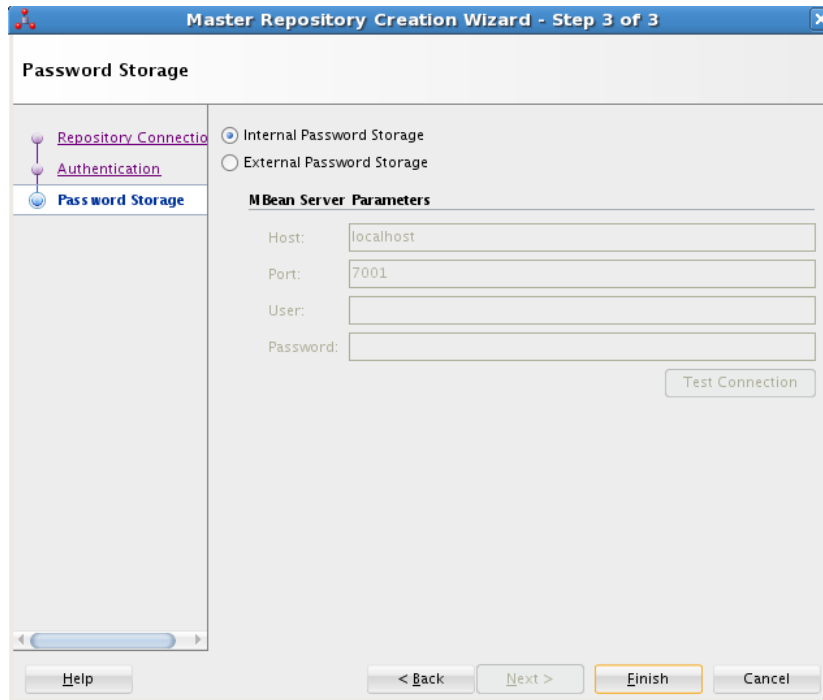 Master Repository Creation Wizard - Step 3 of 3
Password Storage
Repository Connectio
Authentication
Password Storage
Internal Password Storage
External Password Storage
MBean Server Parameters
Host: localhost
Port: 7001
User:
Password:
Test Connection
Help
< Back
Next >
Finish
Cancel